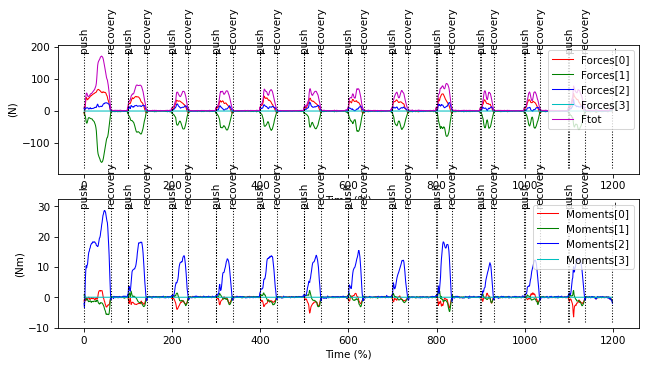 push recovery push recovery push recovery push recovery push recovery push recovery push recovery push recovery push recovery push recovery push recovery push recovery
200
100
0
−100
(N)
Forces[0]
Forces[1]
Forces[2]
Forces[3]
Ftot
0 200 400 600 800 1000 1200
Time (%)
push recovery push recovery push recovery push recovery push recovery push recovery push recovery push recovery push recovery push recovery push recovery push recovery
30
20
10
0
−10
(Nm)
Moments[0]
Moments[1]
Moments[2]
Moments[3]
0 200 400 600 800 1000 1200
Time (%)